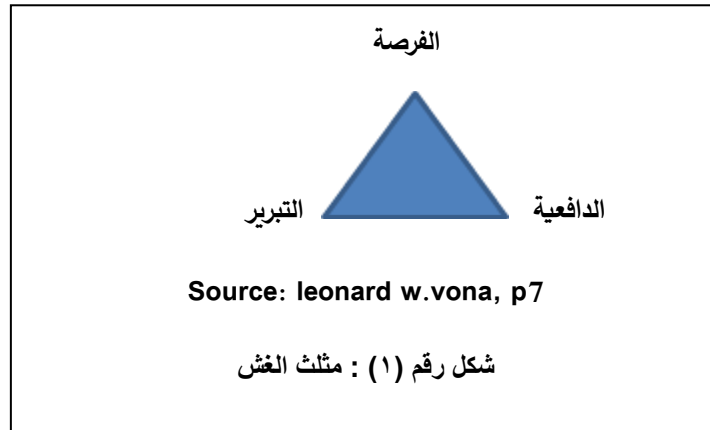 الفرصة
الدافعية
التبرير
Source: leonard w.vona, p7
شكل رقم (١) : مثلث الغش